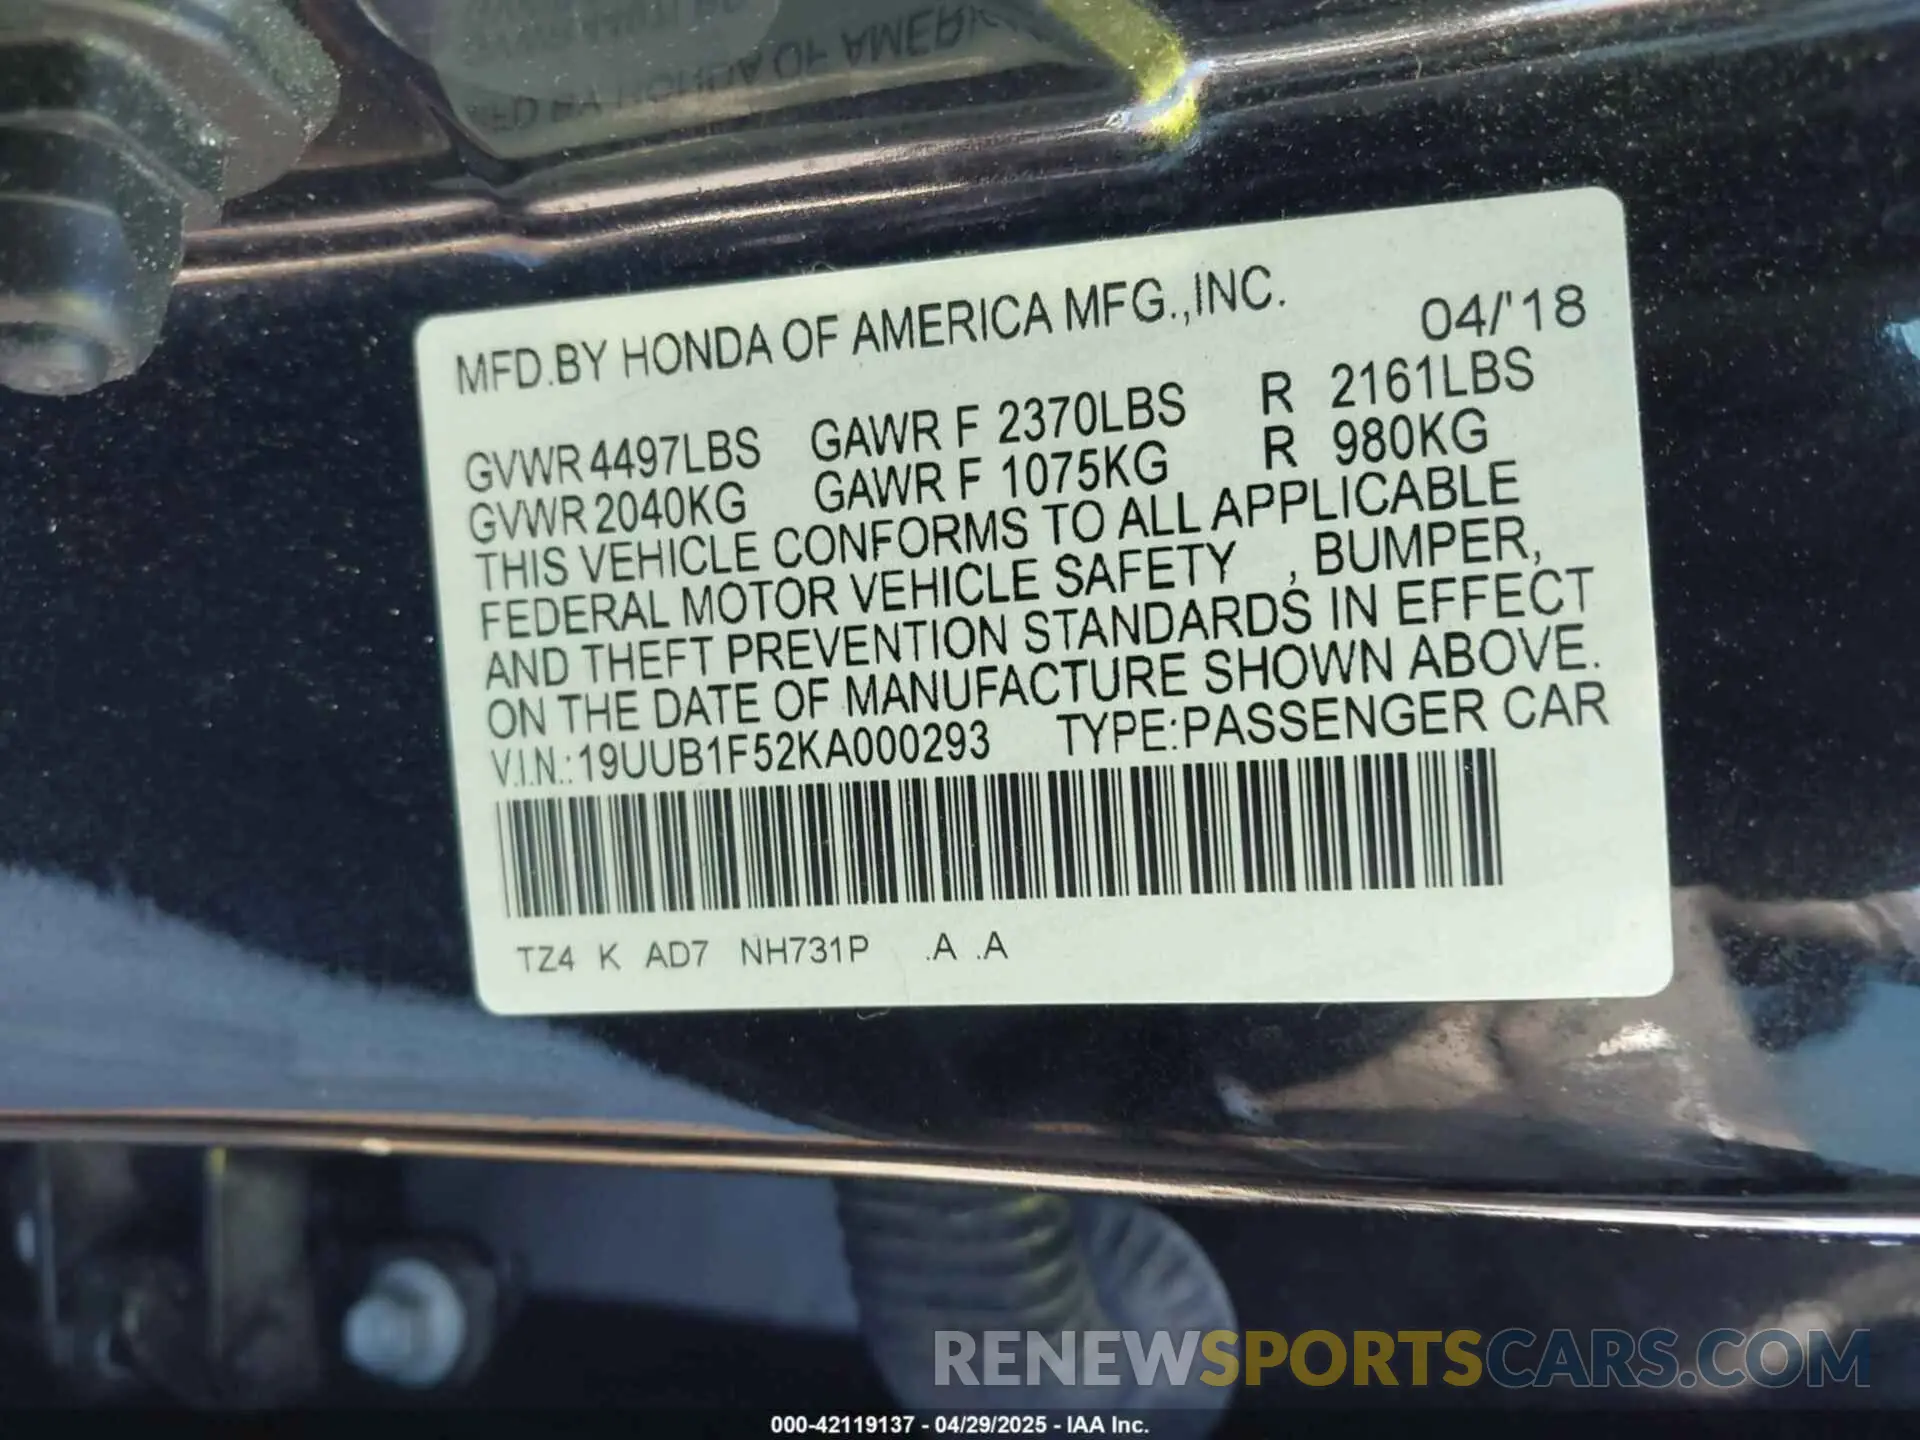 MFD.BY HONDA OF AMERICA MFG.,INC. 04/'18
GVWR 4497LBS GAWR F 2370LBS R 2161LBS
GVWR 2040KG GAWR F 1075KG R 980KG
THIS VEHICLE CONFORMS TO ALL APPLICABLE
FEDERAL MOTOR VEHICLE SAFETY , BUMPER,
AND THEFT PREVENTION STANDARDS IN EFFECT
ON THE DATE OF MANUFACTURE SHOWN ABOVE.
V.I.N.:19UUB1F52KA000293 TYPE:PASSENGER CAR
TZ4 K AD7 NH731P .A .A
RENEWSPORTSCARS.COM
000-42119137 - 04/29/2025 - IAA Inc.